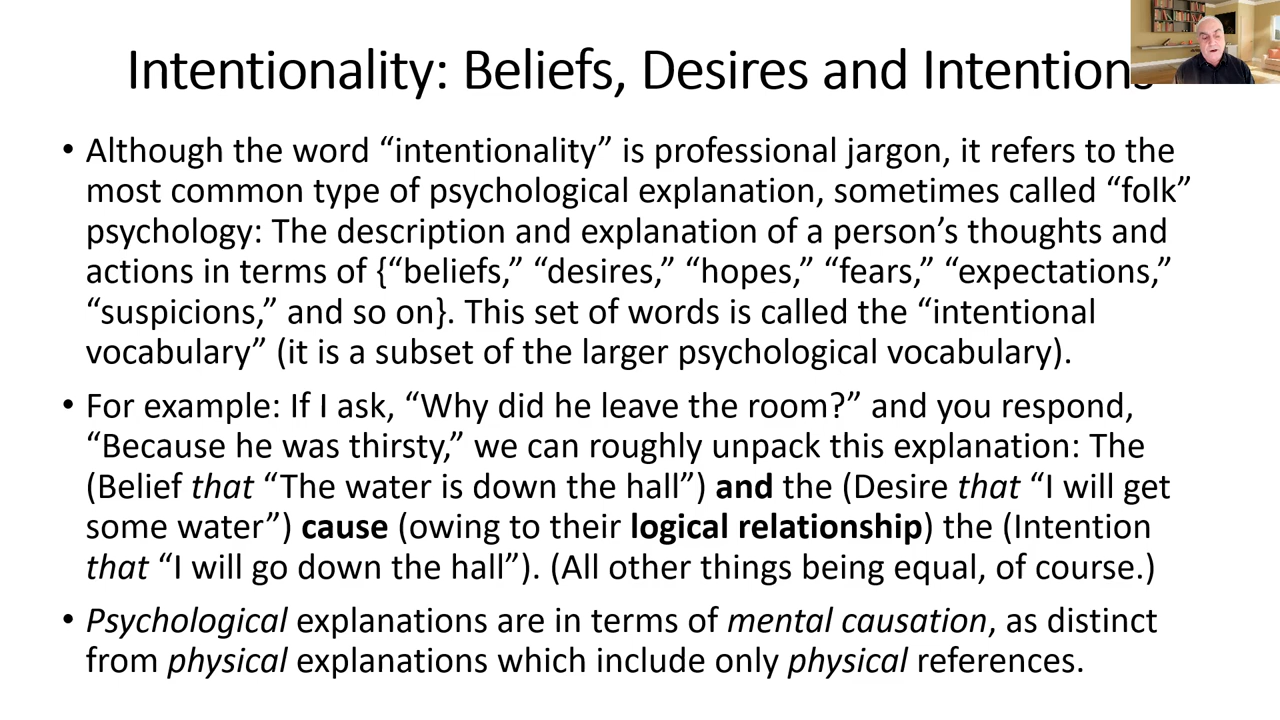 Intentionality: Beliefs, Desires and Intentions
• Although the word “intentionality” is professional jargon, it refers to the
most common type of psychological explanation, sometimes called “folk”
psychology: The description and explanation of a person’s thoughts and
actions in terms of {“beliefs,” “desires,” “hopes,” “fears,” “expectations,”
“suspicions,” and so on}. This set of words is called the “intentional
vocabulary” (it is a subset of the larger psychological vocabulary).
• For example: If I ask, “Why did he leave the room?” and you respond,
“Because he was thirsty,” we can roughly unpack this explanation: The
(Belief that “The water is down the hall”) and the (Desire that “I will get
some water”) cause (owing to their logical relationship) the (Intention
that “I will go down the hall”). (All other things being equal, of course.)
• Psychological explanations are in terms of mental causation, as distinct
from physical explanations which include only physical references.